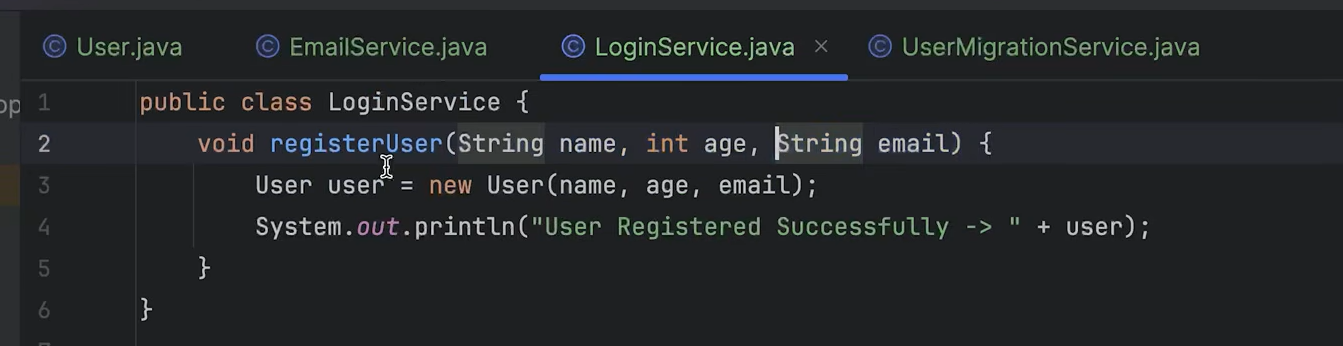 User.java EmailService.java LoginService.java × UserMigrationService.java
op
1 public class LoginService {
2 void registerUser(String name, int age, String email) {
3 User user = new User(name, age, email);
4 System.out.println("User Registered Successfully -> " + user);
5 }
6 }